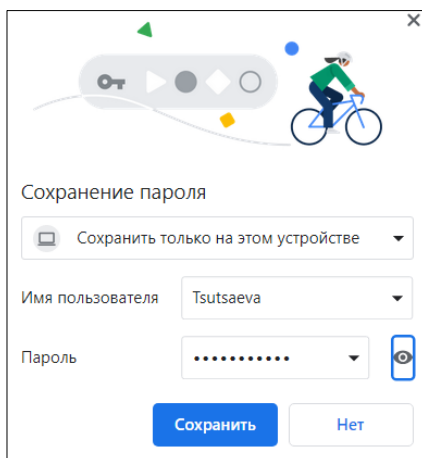 Сохранение пароля
Сохранить только на этом устройстве
Имя пользователя Tsutsaeva
Пароль •••••••••••
Сохранить Нет